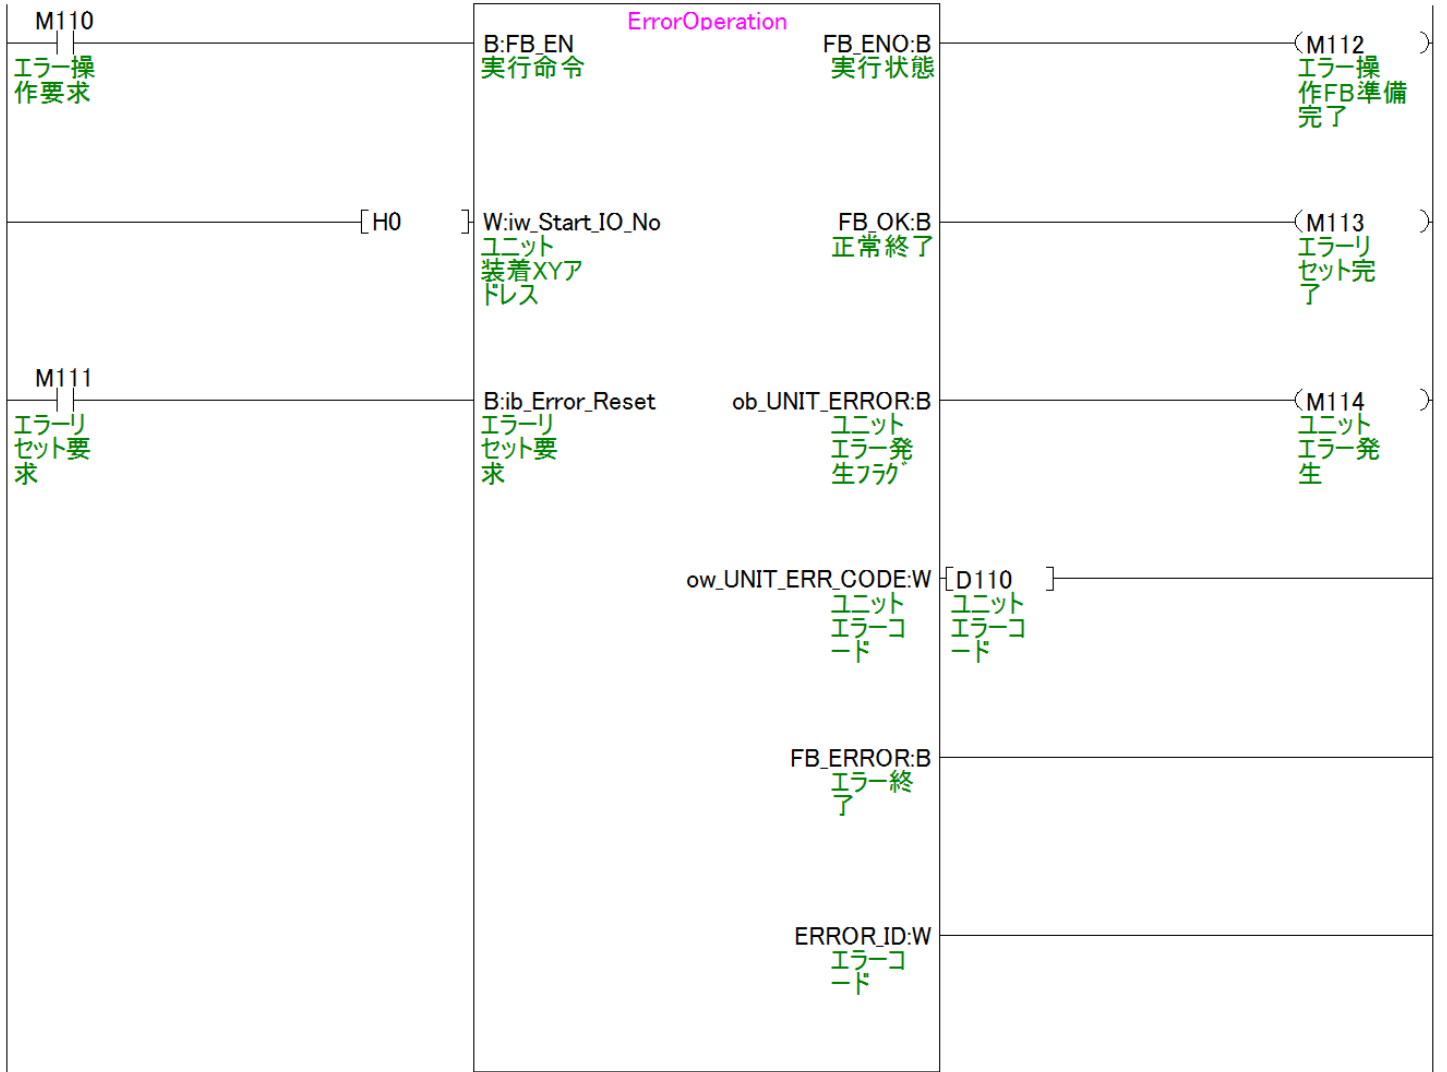 ErrorOperation
M110
エラー操
作要求
B:FB_EN
実行命令
FB_ENO:B
実行状態
M112
エラー操
作FB準備
完了
H0
W:iw_Start_IO_No
ユニット
装着XYア
ドレス
FB_OK:B
正常終了
M113
エラーリ
セット完
了
M111
エラーリ
セット要
求
B:ib_Error_Reset
エラーリ
セット要
求
ob_UNIT_ERROR:B
ユニット
エラー発
生フラグ
M114
ユニット
エラー発
生
ow_UNIT_ERR_CODE:W
ユニット
エラーコ
ード
D110
ユニット
エラーコ
ード
FB_ERROR:B
エラー終
了
ERROR_ID:W
エラーコ
ード